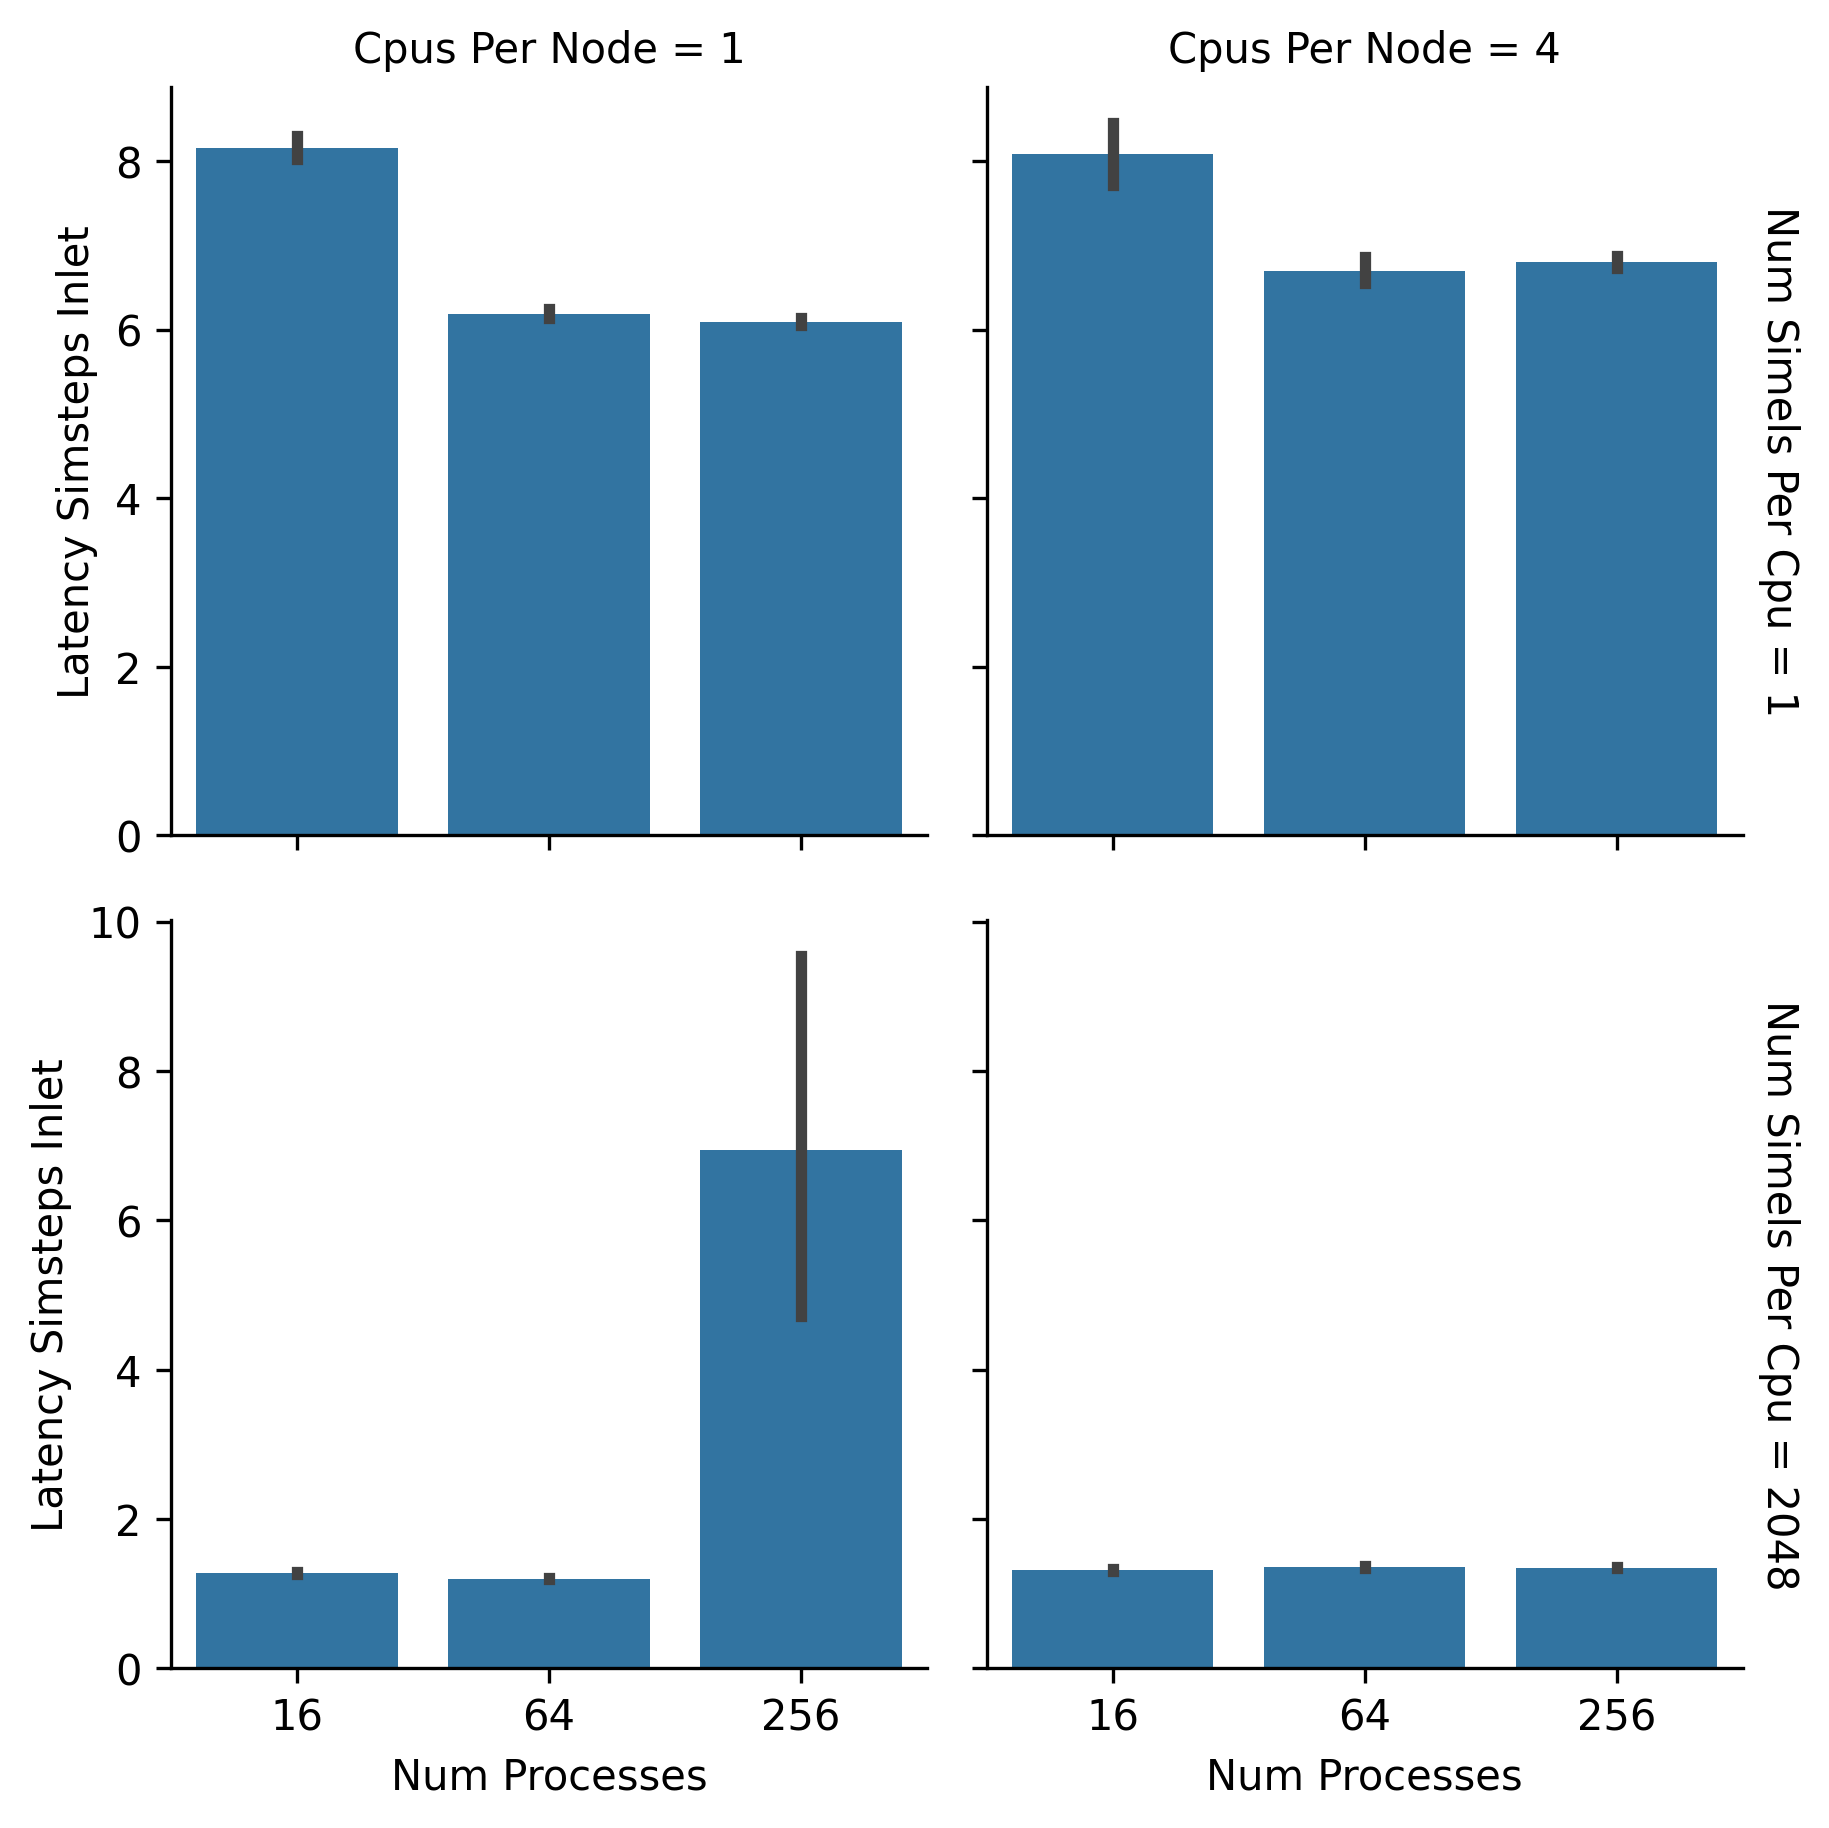 Cpus Per Node = 1
Cpus Per Node = 4
8
6
4
2
0
Latency Simsteps Inlet
Num Simels Per Cpu = 1
10
8
6
4
2
0
Latency Simsteps Inlet
Num Simels Per Cpu = 2048
16 64 256
16 64 256
Num Processes
Num Processes